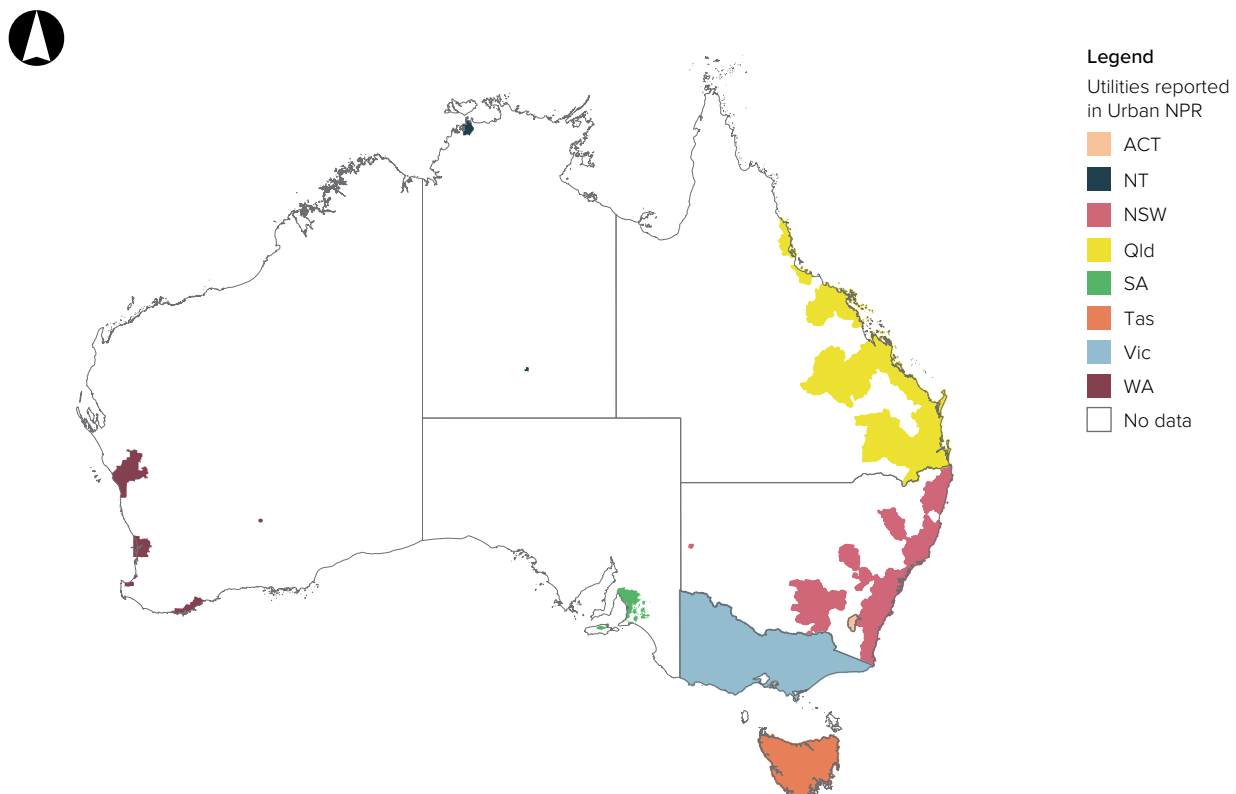 Legend
Utilities reported
in Urban NPR
ACT
NT
NSW
Qld
SA
Tas
Vic
WA
No data